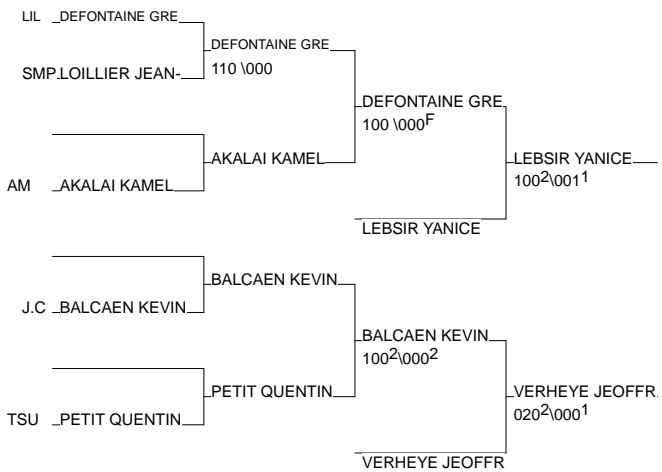 LIL DEFONTAINE GRE
DEFONTAINE GRE
110 \000
SMP LOILLIER JEAN-
DEFONTAINE GRE
100 \000F
AKALAI KAMEL
LEBSIR YANICE
1002\0011
AM AKALAI KAMEL
LEBSIR YANICE
BALCAEN KEVIN
J.C BALCAEN KEVIN
BALCAEN KEVIN
1002\0002
PETIT QUENTIN
VERHEYE JEOFFR
0202\0001
TSU PETIT QUENTIN
VERHEYE JEOFFR